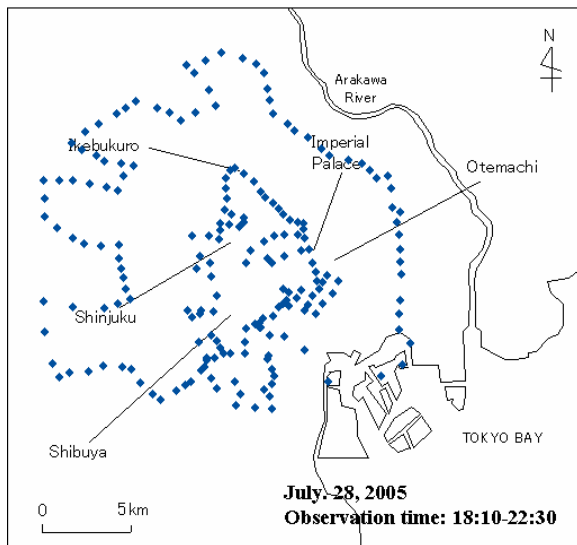 N
Arakawa
River
Imperial
Palace
Ikebukuro
Otemachi
Shinjuku
Shibuya
TOKYO BAY
0 5km
July. 28, 2005
Observation time: 18:10-22:30